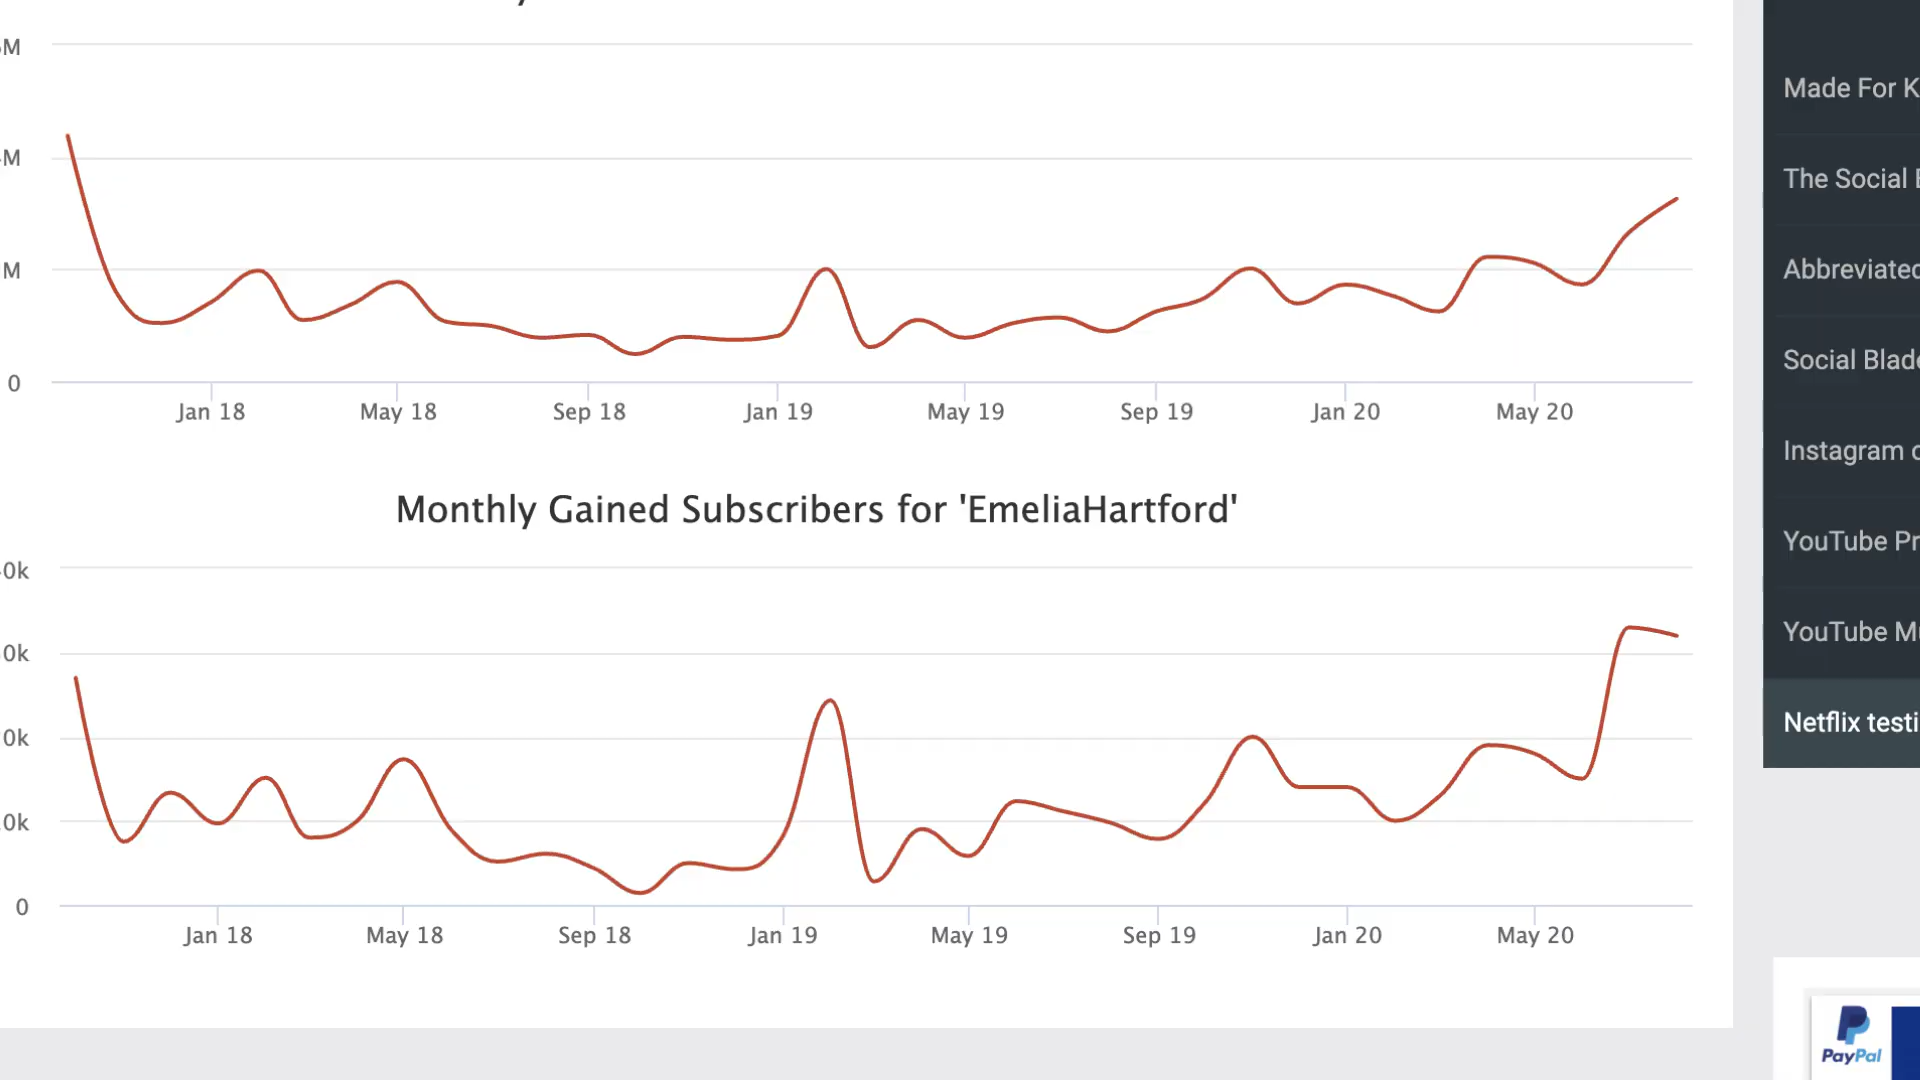 M
M
M
0
Jan 18 May 18 Sep 18 Jan 19 May 19 Sep 19 Jan 20 May 20
Monthly Gained Subscribers for 'EmeliaHartford'
0k
0k
0k
0k
0
Jan 18 May 18 Sep 18 Jan 19 May 19 Sep 19 Jan 20 May 20
Made For K
The Social
Abbreviated
Social Blade
Instagram
YouTube Pr
YouTube Mu
Netflix testi
PayPal